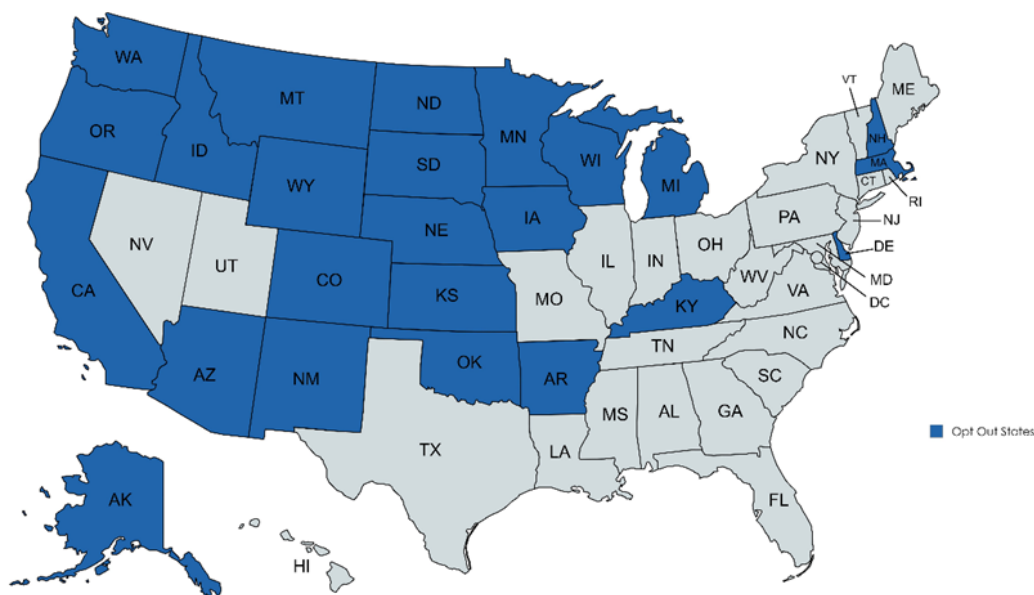 WA
MT
ND
MN
VT
ME
OR
ID
SD
WI
NH
NY
MA
WY
MI
CT
RI
IA
PA
NJ
NE
NV
OH
DE
UT
IL
IN
CO
WV
MD
CA
KS
MO
VA
DC
KY
NC
TN
AZ
NM
OK
AR
SC
MS
AL
GA
Opt Out States
TX
LA
AK
FL
HI